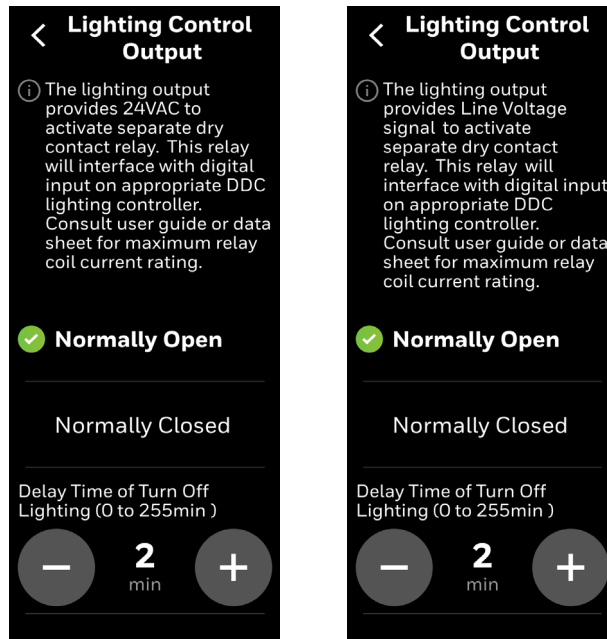 Lighting Control
Output
The lighting output
provides 24VAC to
activate separate dry
contact relay. This relay
will interface with digital
input on appropriate DDC
lighting controller.
Consult user guide or data
sheet for maximum relay
coil current rating.
Normally Open
Normally Closed
Delay Time of Turn Off
Lighting (0 to 255min )
2
min
Lighting Control
Output
The lighting output
provides Line Voltage
signal to activate
separate dry contact
relay. This relay will
interface with digital input
on appropriate DDC
lighting controller.
Consult user guide or data
sheet for maximum relay
coil current rating.
Normally Open
Normally Closed
Delay Time of Turn Off
Lighting (0 to 255min )
2
min